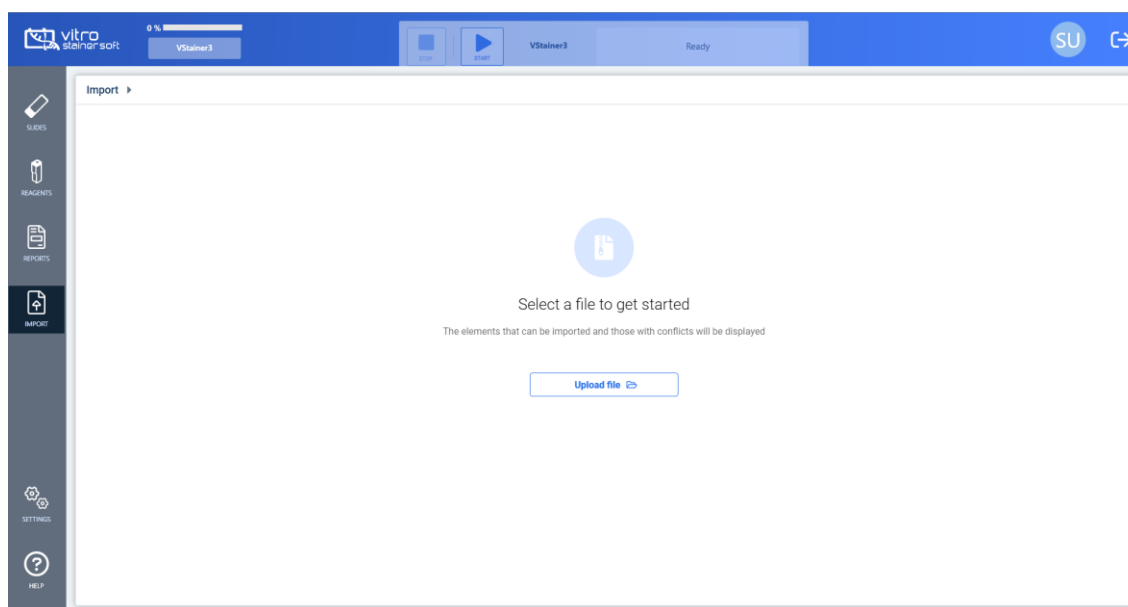 vitro
stainer soft
0 %
VStainer3
STOP
START
VStainer3
Ready
SU
Import
SLIDES
REAGENTS
REPORTS
IMPORT
Select a file to get started
The elements that can be imported and those with conflicts will be displayed
Upload file
SETTINGS
?
HELP